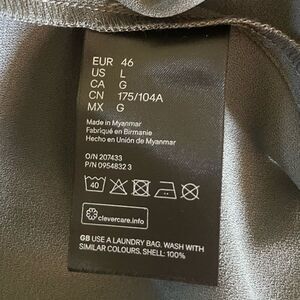 EUR 46
US L
CA G
CN 175/104A
MX G
Made in Myanmar
Fabriqué en Birmanie
Hecho en Unión de Myanmar
O/N 207433
P/N 0954832 3
40
clevercare.info
GB USE A LAUNDRY BAG. WASH WITH
SIMILAR COLOURS. SHELL: 100%